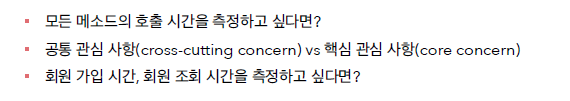 ▪ 모든 메소드의 호출 시간을 측정하고 싶다면?
▪ 공통 관심 사항(cross-cutting concern) vs 핵심 관심 사항(core concern)
▪ 회원 가입 시간, 회원 조회 시간을 측정하고 싶다면?